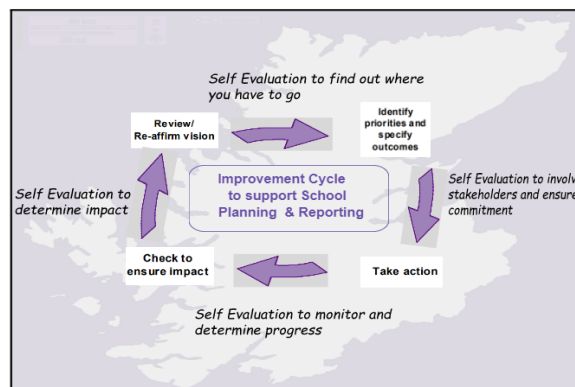 Self Evaluation to find out where
you have to go
Review/
Re-affirm vision
Identify
priorities and
specify
outcomes
Self Evaluation to
determine impact
Improvement Cycle
to support School
Planning & Reporting
Self Evaluation to involv
stakeholders and ensure
commitment
Check to
ensure impact
Take action
Self Evaluation to monitor and
determine progress